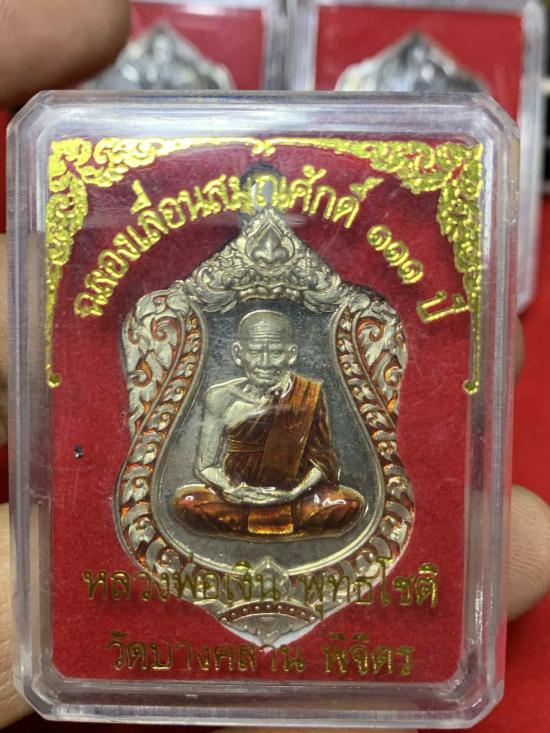 ฉลองเลื่อนสมณศักดิ์ ๑๑๑ ปี
หลวงพ่อเงิน พุทธโชติ
วัดบางคลาน พิจิตร